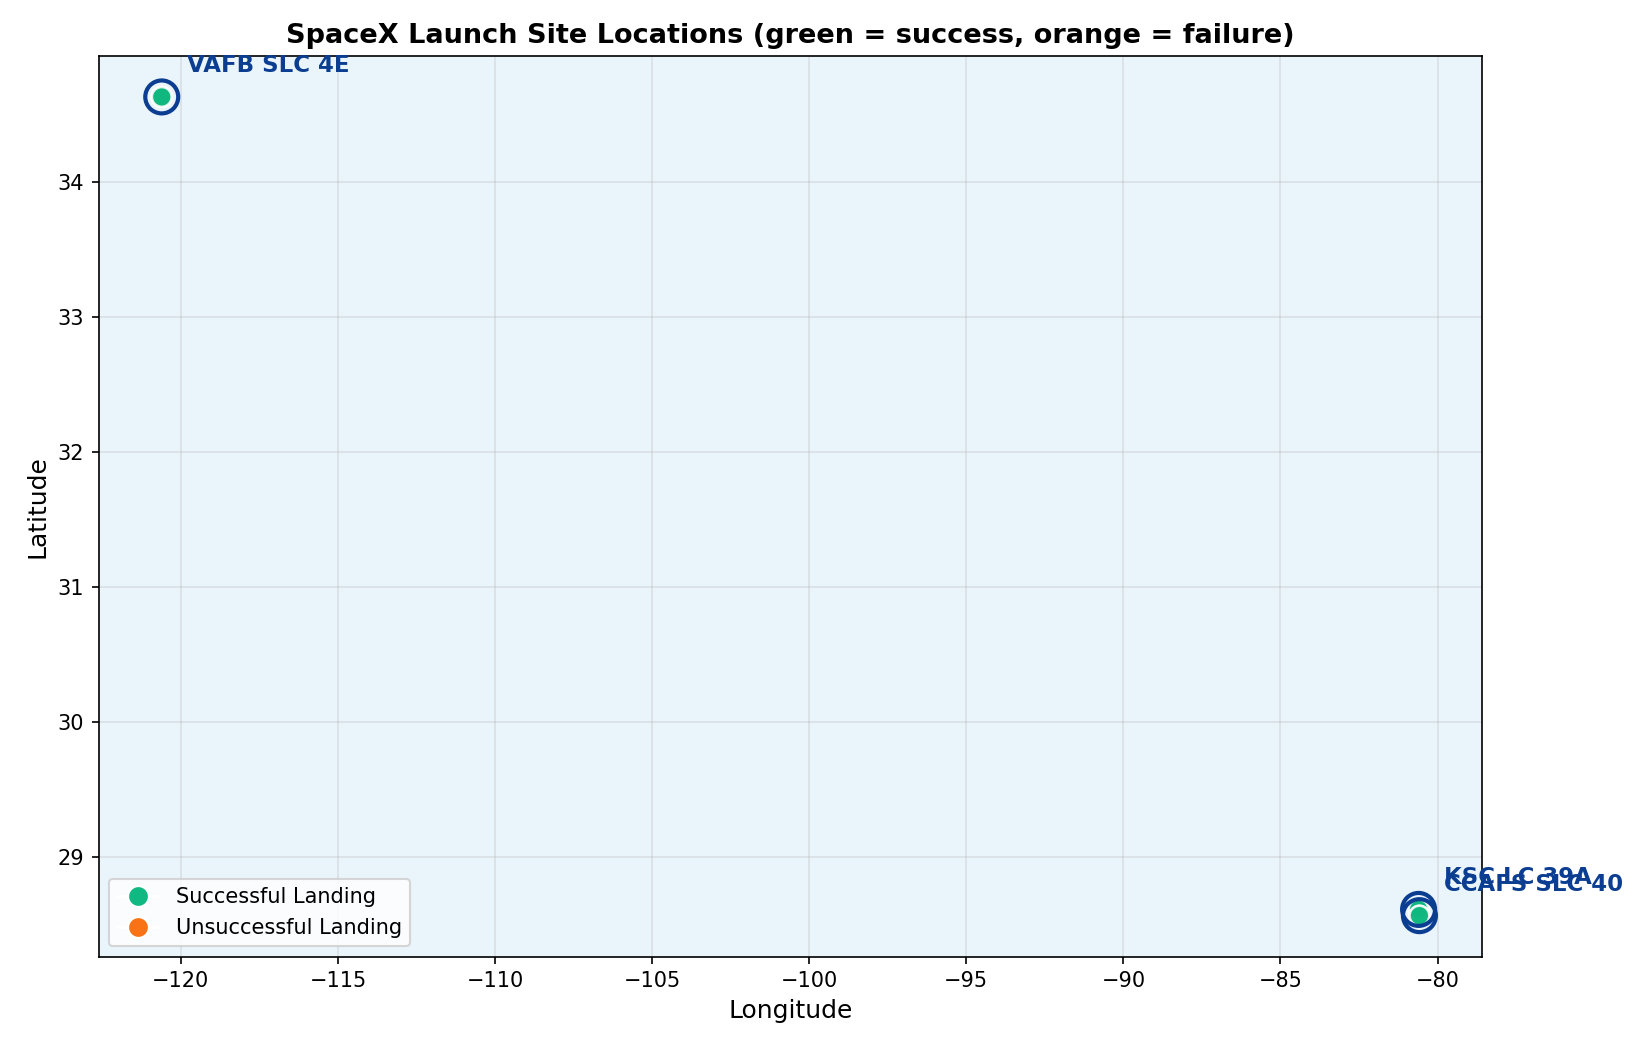 SpaceX Launch Site Locations (green = success, orange = failure)
VAFB SLC 4E
34
33
32
31
30
29
Latitude
KSC LC 39A
CCAFS SLC 40
Successful Landing
Unsuccessful Landing
−120
−115
−110
−105
−100
−95
−90
−85
−80
Longitude